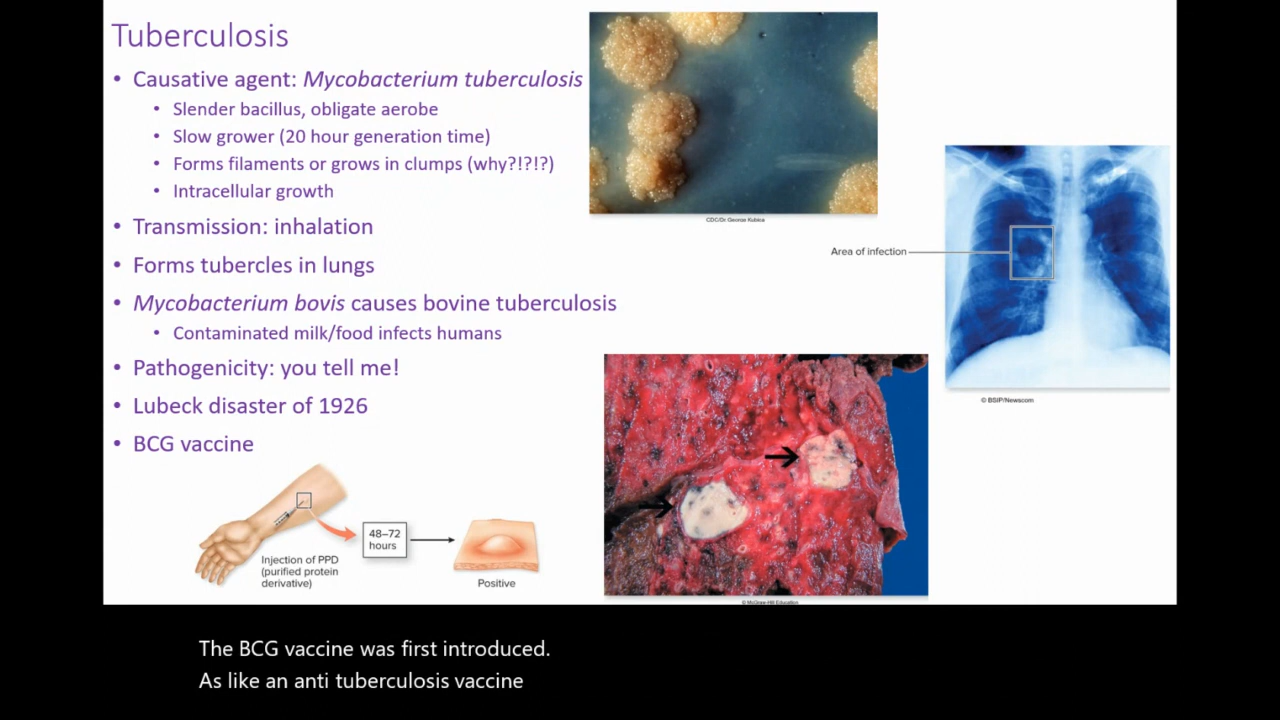 Tuberculosis
• Causative agent: Mycobacterium tuberculosis
• Slender bacillus, obligate aerobe
• Slow grower (20 hour generation time)
• Forms filaments or grows in clumps (why?!?!?)
• Intracellular growth
• Transmission: inhalation
• Forms tubercles in lungs
• Mycobacterium bovis causes bovine tuberculosis
• Contaminated milk/food infects humans
• Pathogenicity: you tell me!
• Lubeck disaster of 1926
• BCG vaccine
CDC/Dr. George Kubica
Area of infection
© BSIP/Newscom
Injection of PPD
(purified protein
derivative)
48–72
hours
Positive
© McGraw-Hill Education
The BCG vaccine was first introduced.
As like an anti tuberculosis vaccine